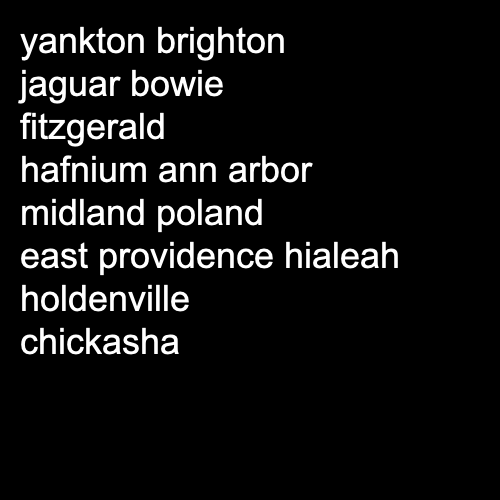 yankton brighton
jaguar bowie
fitzgerald
hafnium ann arbor
midland poland
east providence hialeah
holdenville
chickasha